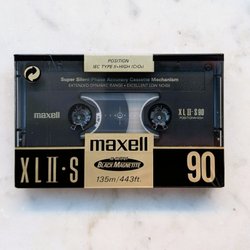 POSITION
IEC TYPE II • HIGH (CrO₂)
Super Silent-Phase Accuracy Cassette Mechanism
EXTENDED DYNAMIC RANGE • EXCELLENT LOW NOISE
maxell
XLII-S90
maxell
BLACK MAGNETITE
XLII·S
135m/443ft.
90